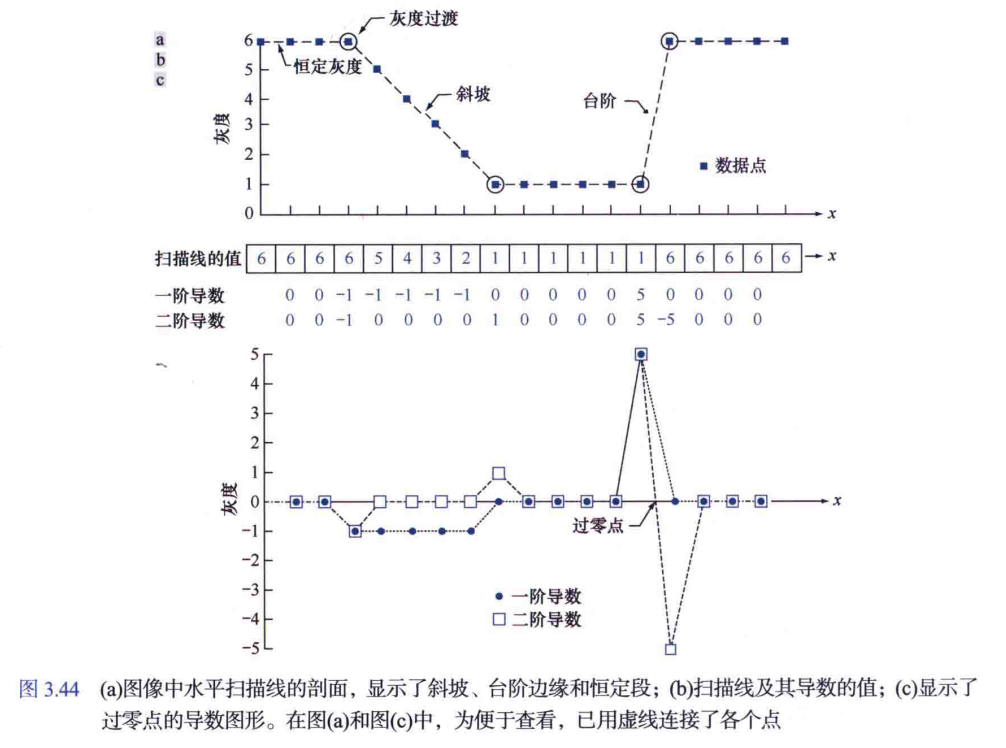 a
b
c
灰度过渡
恒定灰度
斜坡
台阶
灰度
6
5
4
3
2
1
0
数据点
x
扫描线的值 6 6 6 6 5 4 3 2 1 1 1 1 1 1 6 6 6 6 6 x
一阶导数 0 0 -1 -1 -1 -1 -1 0 0 0 0 0 5 0 0 0 0
二阶导数 0 0 -1 0 0 0 0 1 0 0 0 0 5 -5 0 0 0
灰度
5
4
3
2
1
0
-1
-2
-3
-4
-5
x
过零点
一阶导数
二阶导数
图 3.44 (a)图像中水平扫描线的剖面，显示了斜坡、台阶边缘和恒定段；(b)扫描线及其导数的值；(c)显示了
过零点的导数图形。在图(a)和图(c)中，为便于查看，已用虚线连接了各个点